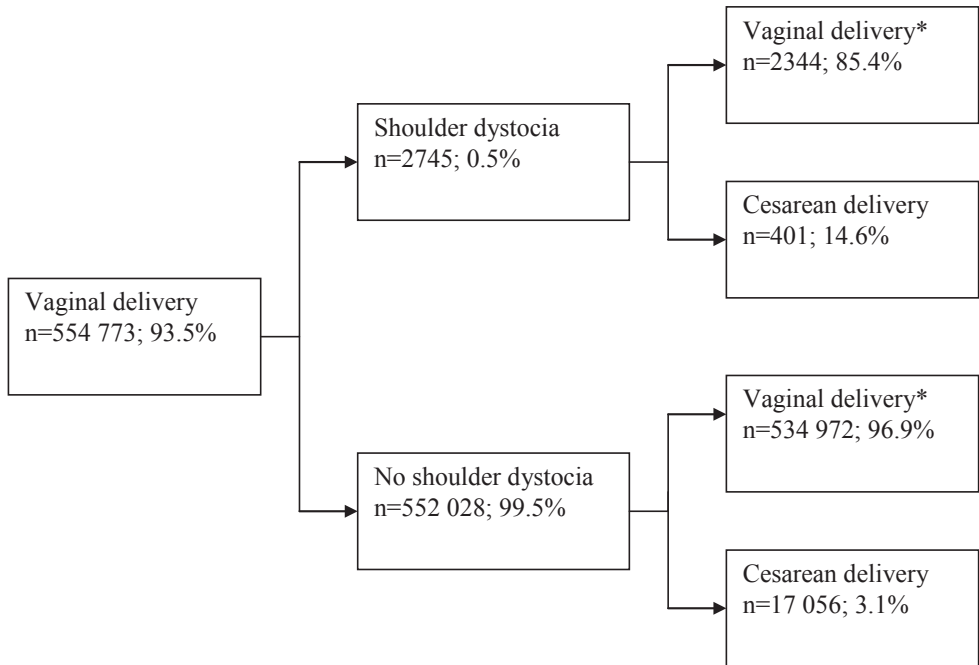 Vaginal delivery
n=554 773; 93.5%
Shoulder dystocia
n=2745; 0.5%
No shoulder dystocia
n=552 028; 99.5%
Vaginal delivery*
n=2344; 85.4%
Cesarean delivery
n=401; 14.6%
Vaginal delivery*
n=534 972; 96.9%
Cesarean delivery
n=17 056; 3.1%